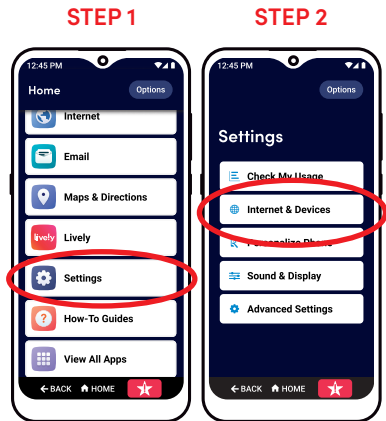 STEP 1
12:45 PM
Home
Options
Internet
Email
Maps & Directions
lively
Lively
Settings
How-To Guides
View All Apps
BACK HOME
STEP 2
12:45 PM
Options
Settings
Check My Usage
Internet & Devices
Personalize Phone
Sound & Display
Advanced Settings
BACK HOME